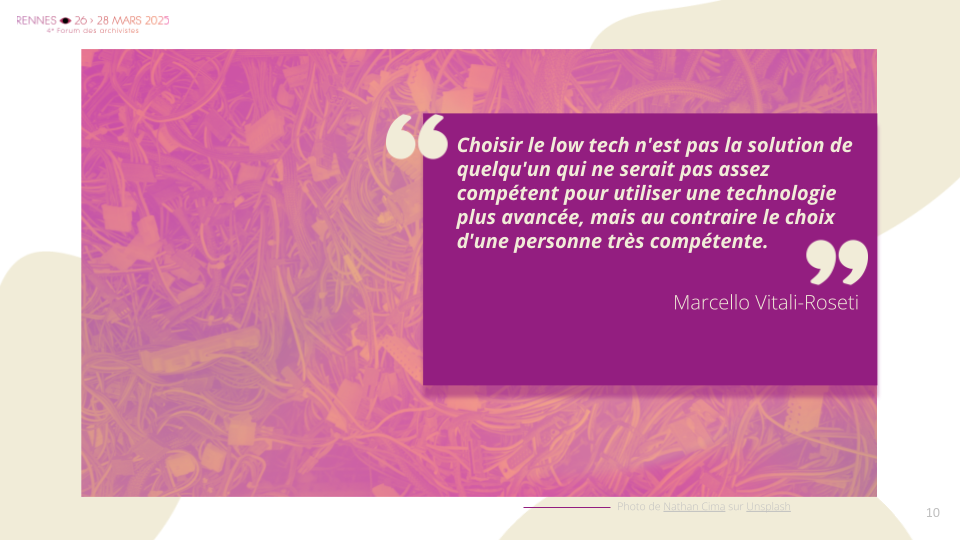 RENNES 26 > 28 MARS 2025
4e Forum des archivistes
Choisir le low tech n'est pas la solution de
quelqu'un qui ne serait pas assez
compétent pour utiliser une technologie
plus avancée, mais au contraire le choix
d'une personne très compétente.
Marcello Vitali-Roseti
Photo de Nathan Cima sur Unsplash
10